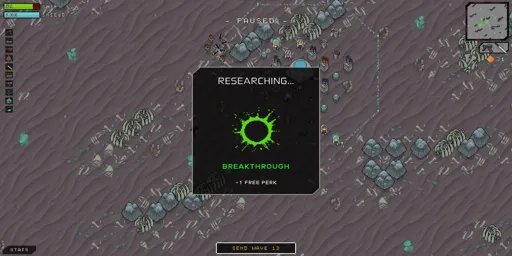 - PAUSED -
RESEARCHING...
BREAKTHROUGH
+1 FREE PERK
STATS
SEND WAVE 13